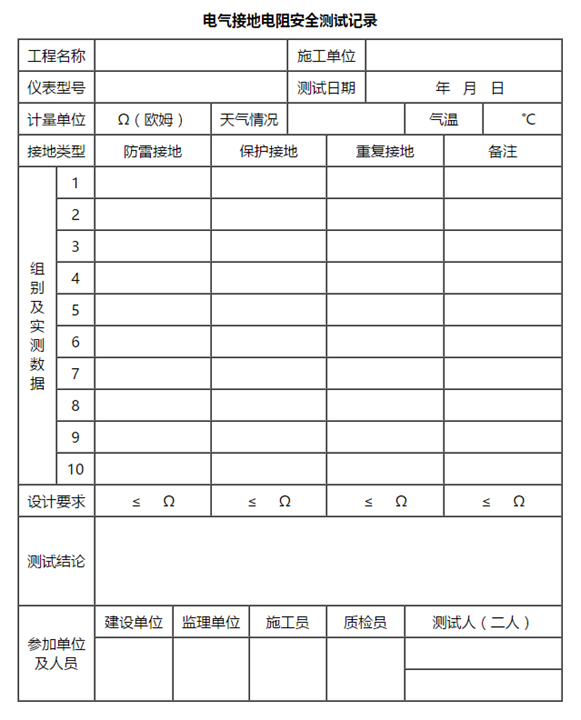 电气接地电阻安全测试记录
工程名称 施工单位
仪表型号 测试日期 年 月 日
计量单位 Ω（欧姆） 天气情况 气温 ℃
接地类型 防雷接地 保护接地 重复接地 备注
组别及实测数据
1
2
3
4
5
6
7
8
9
10
设计要求 ≤ Ω ≤ Ω ≤ Ω ≤ Ω
测试结论
参加单位
及人员
建设单位 监理单位 施工员 质检员 测试人（二人）